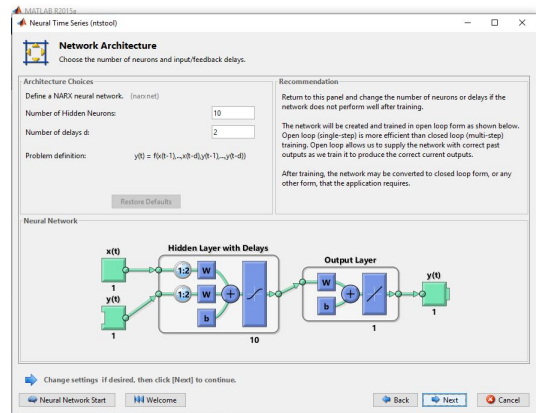 MATLAB R2015a
Neural Time Series (ntstool)
Network Architecture
Choose the number of neurons and input/feedback delays.
Architecture Choices
Define a NARX neural network. (narxnet)
Number of Hidden Neurons: 10
Number of delays d: 2
Problem definition: y(t) = f(x(t-1),...,x(t-d),y(t-1),...,y(t-d))
Restore Defaults
Recommendation
Return to this panel and change the number of neurons or delays if the
network does not perform well after training.
The network will be created and trained in open loop form as shown below.
Open loop (single-step) is more efficient than closed loop (multi-step)
training. Open loop allows us to supply the network with correct past
outputs as we train it to produce the correct current outputs.
After training, the network may be converted to closed loop form, or any
other form, that the application requires.
Neural Network
Hidden Layer with Delays
Output Layer
x(t)
1
y(t)
1
1:2 W
1:2 W
b
10
W
b
1
y(t)
1
Change settings if desired, then click [Next] to continue.
Neural Network Start Welcome Back Next Cancel